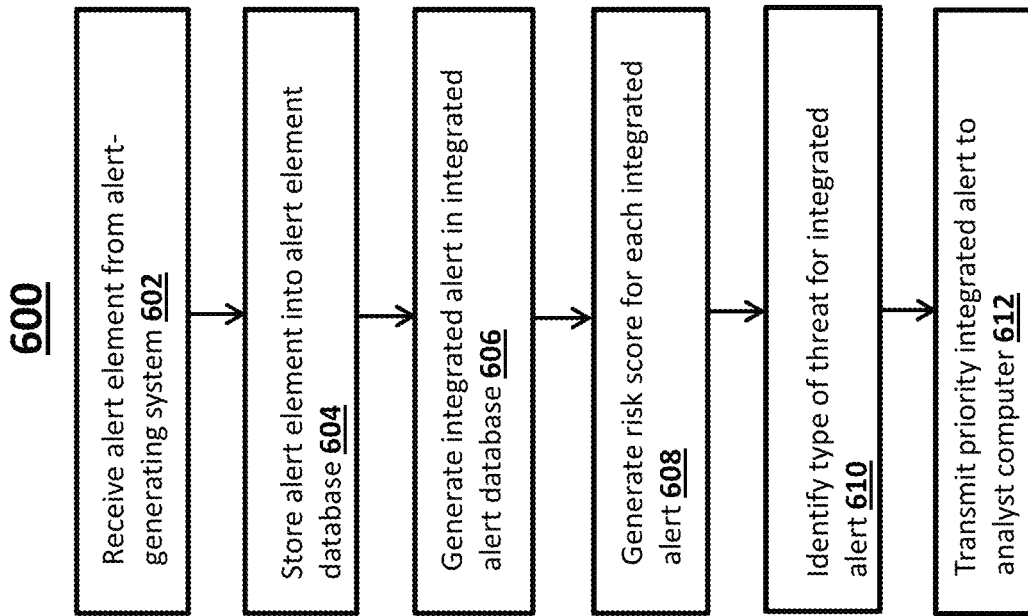 600
Receive alert element from alert-
generating system 602
Store alert element into alert element
database 604
Generate integrated alert in integrated
alert database 606
Generate risk score for each integrated
alert 608
Identify type of threat for integrated
alert 610
Transmit priority integrated alert to
analyst computer 612